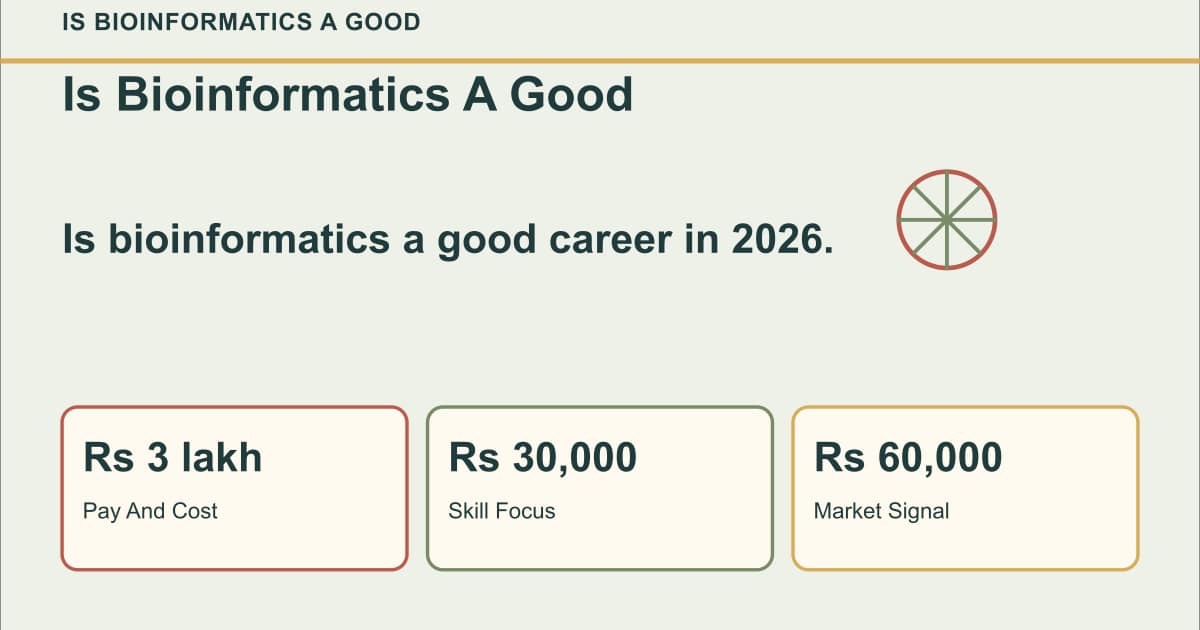 IS BIOINFORMATICS A GOOD
Is Bioinformatics A Good
Is bioinformatics a good career in 2026.
Rs 3 lakh
Pay And Cost
Rs 30,000
Skill Focus
Rs 60,000
Market Signal